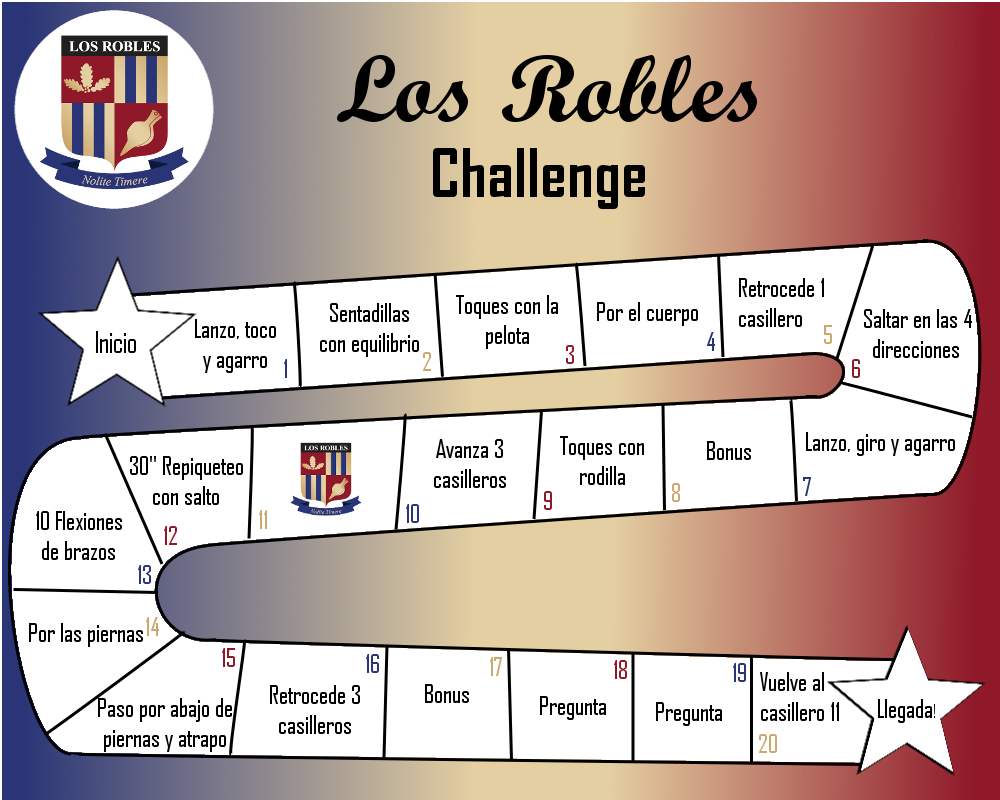 LOS ROBLES
Nolite Timere
Los Robles
Challenge
Inicio
Lanzo, toco
y agarro
1
Sentadillas
con equilibrio
2
Toques con la
pelota
3
Por el cuerpo
4
Retrocede 1
casillero
5
Saltar en las 4
direcciones
6
Lanzo, giro y agarro
7
Bonus
8
Toques con
rodilla
9
Avanza 3
casilleros
10
LOS ROBLES
Nolite Timere
11
30" Repiqueteo
con salto
12
10 Flexiones
de brazos
13
Por las piernas
14
15
Paso por abajo de
piernas y atrapo
16
Retrocede 3
casilleros
17
Bonus
18
Pregunta
19
Pregunta
Vuelve al
casillero 11
20
Llegada!